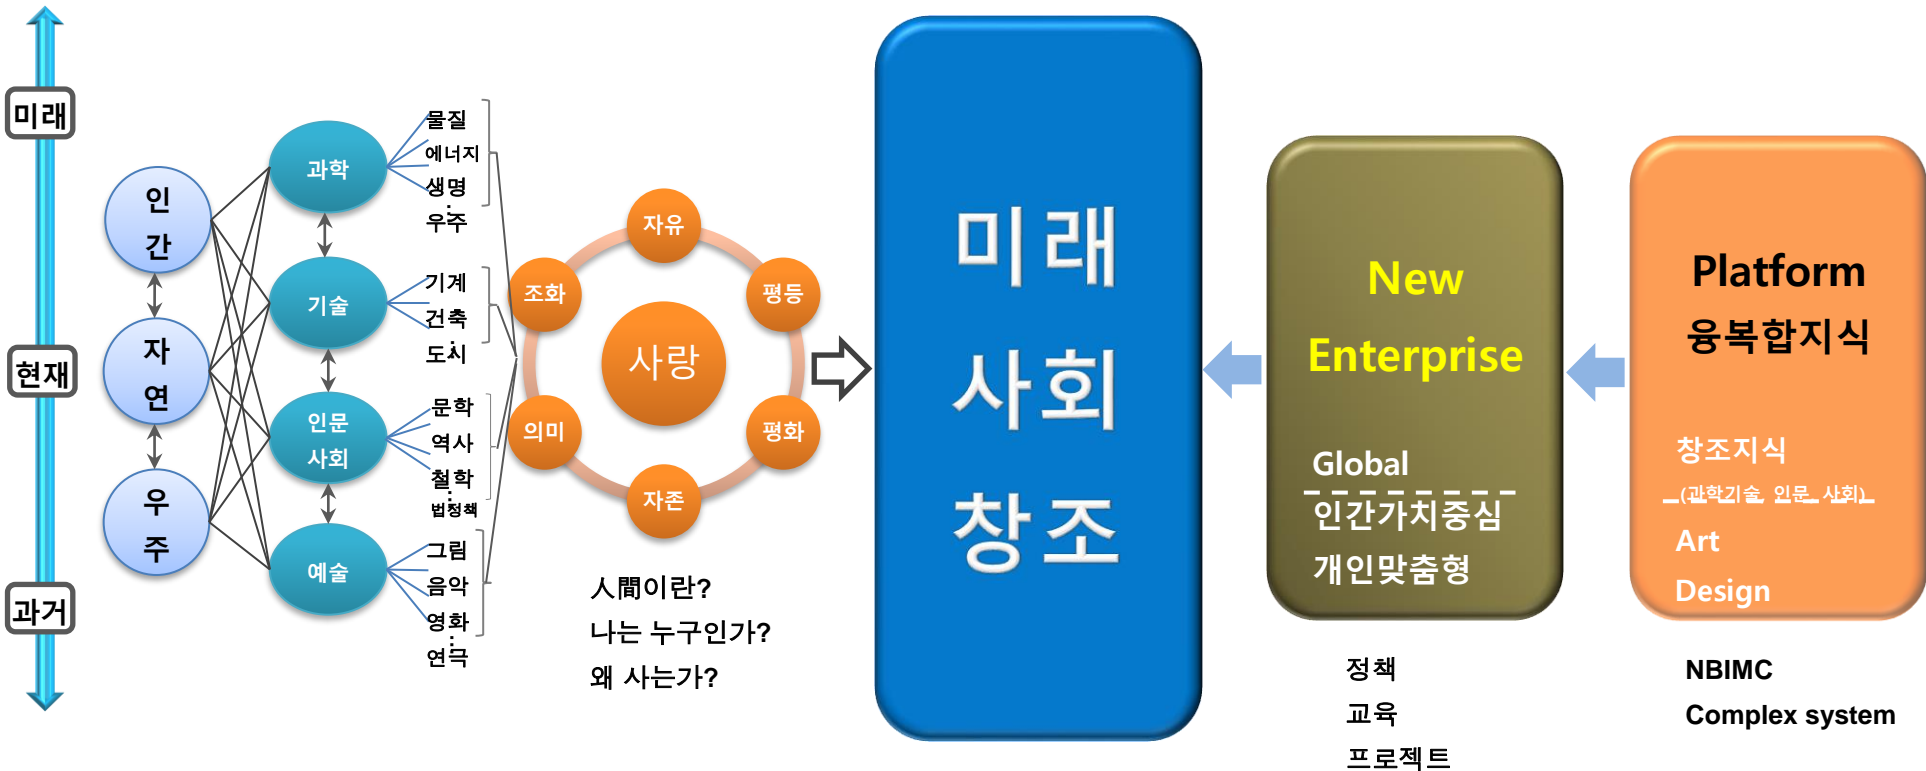 미래
현재
과거
인
간
자
연
우
주
과학
기술
인문
사회
예술
물질
에너지
생명
:
우주
기계
건축
:
도시
문학
역사
철학
:
법정책
그림
음악
영화
:
연극
자유
평등
평화
자존
의미
조화
사랑
人間이란?
나는 누구인가?
왜 사는가?
미래
사회
창조
New
Enterprise
Global
인간가치중심
개인맞춤형
정책
교육
프로젝트
Platform
융복합지식
창조지식
(과학기술, 인문, 사회)
Art
Design
NBIMC
Complex system